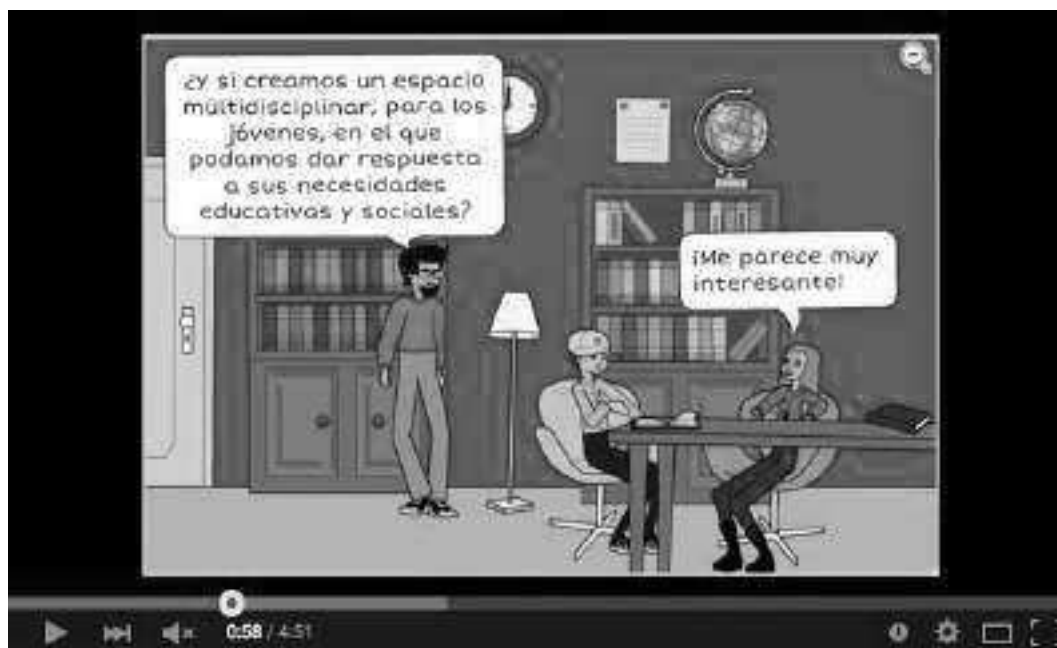 ¿Y si creamos un espacio
multidisciplinar, para los
jóvenes, en el que
podamos dar respuesta
a sus necesidades
educativas y sociales?
¡Me parece muy
interesante!
0:58 / 4:51